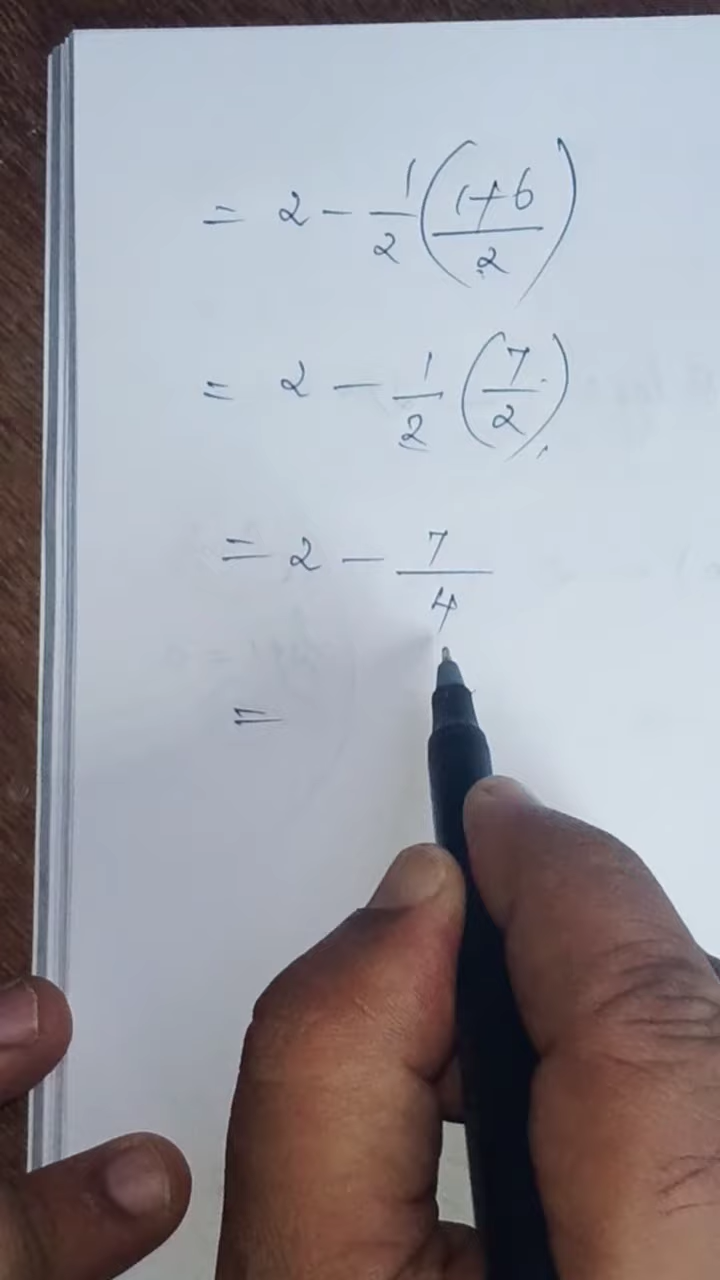 = 2 - 1/2 ((1+6)/2)
= 2 - 1/2 (7/2)
= 2 - 7/4
=